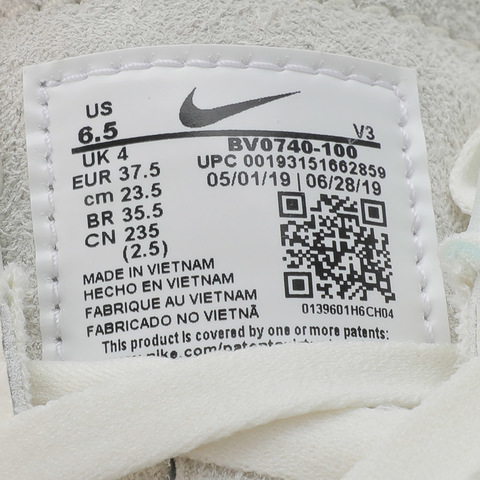 US
6.5
V3
BV0740-100
UK 4
UPC 00193151662859
EUR 37.5
05/01/19 | 06/28/19
cm 23.5
BR 35.5
CN 235
(2.5)
MADE IN VIETNAM
HECHO EN VIETNAM
FABRIQUE AU VIETNAM
FABRICADO NO VIETNÃ
0139601H6CH04
This product is covered by one or more patents: